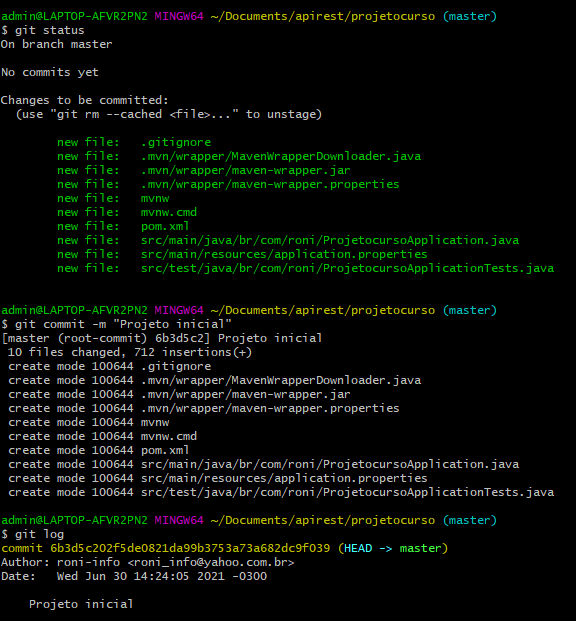 admin@LAPTOP-AFVR2PN2 MINGW64 ~/Documents/apirest/projetocurso (master)
$ git status
On branch master
No commits yet
Changes to be committed:
  (use "git rm --cached <file>..." to unstage)
        new file:   .gitignore
        new file:   .mvn/wrapper/MavenWrapperDownloader.java
        new file:   .mvn/wrapper/maven-wrapper.jar
        new file:   .mvn/wrapper/maven-wrapper.properties
        new file:   mvnw
        new file:   mvnw.cmd
        new file:   pom.xml
        new file:   src/main/java/br/com/roni/ProjetocursoApplication.java
        new file:   src/main/resources/application.properties
        new file:   src/test/java/br/com/roni/ProjetocursoApplicationTests.java
admin@LAPTOP-AFVR2PN2 MINGW64 ~/Documents/apirest/projetocurso (master)
$ git commit -m "Projeto inicial"
[master (root-commit) 6b3d5c2] Projeto inicial
 10 files changed, 712 insertions(+)
 create mode 100644 .gitignore
 create mode 100644 .mvn/wrapper/MavenWrapperDownloader.java
 create mode 100644 .mvn/wrapper/maven-wrapper.jar
 create mode 100644 .mvn/wrapper/maven-wrapper.properties
 create mode 100644 mvnw
 create mode 100644 mvnw.cmd
 create mode 100644 pom.xml
 create mode 100644 src/main/java/br/com/roni/ProjetocursoApplication.java
 create mode 100644 src/main/resources/application.properties
 create mode 100644 src/test/java/br/com/roni/ProjetocursoApplicationTests.java
admin@LAPTOP-AFVR2PN2 MINGW64 ~/Documents/apirest/projetocurso (master)
$ git log
commit 6b3d5c202f5de0821da99b3753a73a682dc9f039 (HEAD -> master)
Author: roni-info <roni_info@yahoo.com.br>
Date:   Wed Jun 30 14:24:05 2021 -0300
    Projeto inicial